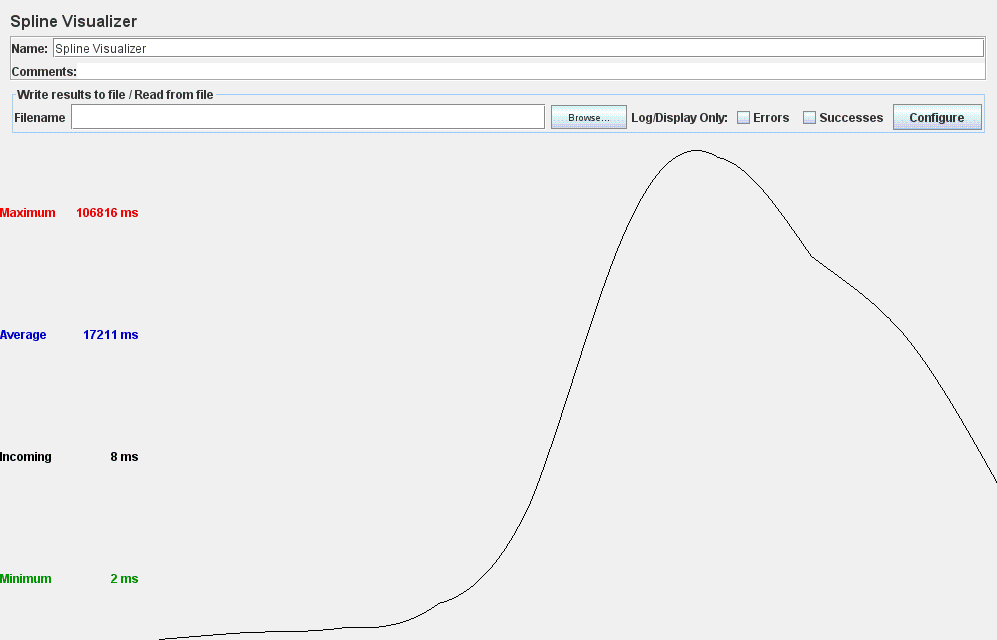 Spline Visualizer
Name: Spline Visualizer
Comments:
Write results to file / Read from file
Filename Browse... Log/Display Only: Errors Successes Configure
Maximum 106816 ms
Average 17211 ms
Incoming 8 ms
Minimum 2 ms